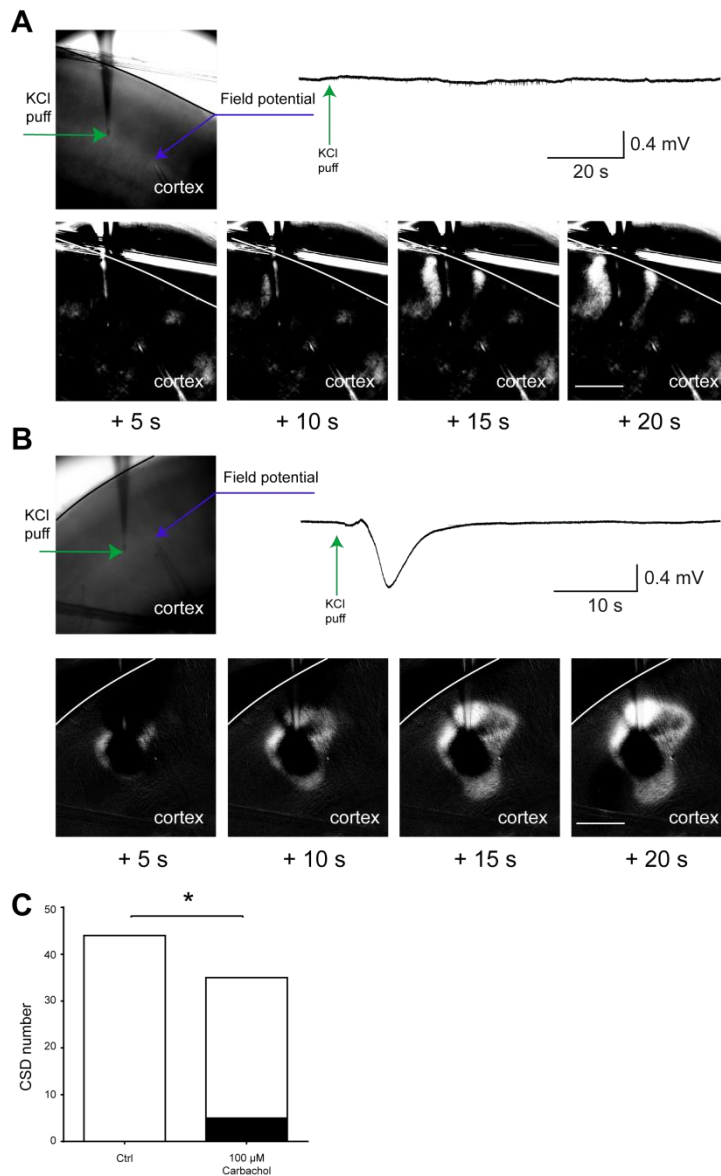 A
KCl
puff
Field potential
cortex
KCl
puff
0.4 mV
20 s
cortex
cortex
cortex
cortex
+ 5 s
+ 10 s
+ 15 s
+ 20 s
B
KCl
puff
Field potential
cortex
KCl
puff
0.4 mV
10 s
cortex
cortex
cortex
cortex
+ 5 s
+ 10 s
+ 15 s
+ 20 s
C
*
CSD number
50
40
30
20
10
0
Ctrl
100 µM
Carbachol